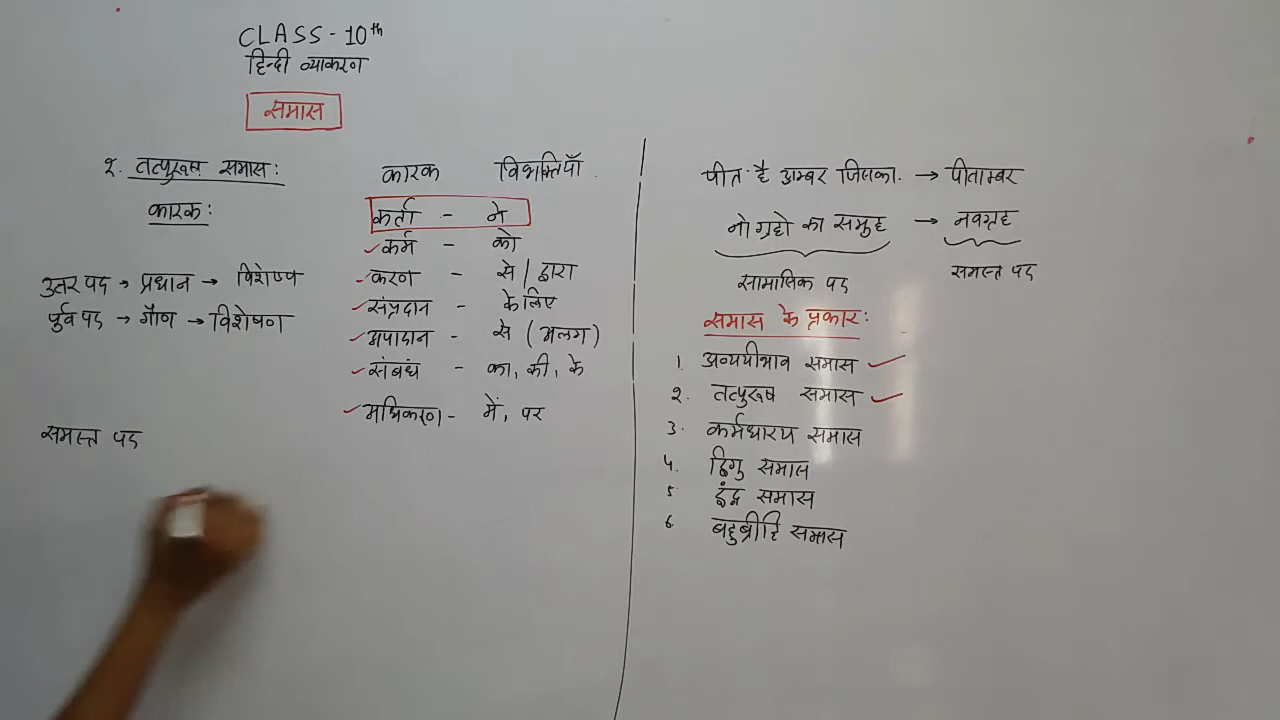 CLASS - 10th
हिन्दी व्याकरण
समास
२. तत्पुरूष समास:
कारक:
उत्तर पद → प्रधान → विशेष्य
पुर्व पद → गौण → विशेषण
समस्त पद
कारक विभक्तियाँ
कर्ता - ने
कर्म - को
करण - से / द्वारा
संप्रदान - के लिए
अपादान - से ( अलग )
संबंधं - का, की, के
अधिकरण - में, पर
पीत है अम्बर जिसका → पीताम्बर
नो ग्रहो का समुह → नवग्रह
सामासिक पद समस्त पद
समास के प्रकार:
1. अव्ययीभाव समास
२. तत्पुरूष समास
3. कर्मधारय समास
4. द्विगु समास
5 द्वंद्व समास
6 बहुब्रीहि समास